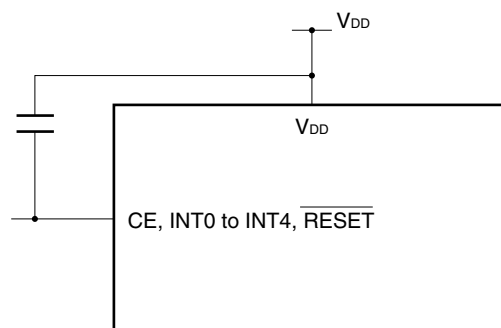 VDD
VDD
CE, INT0 to INT4, RESET